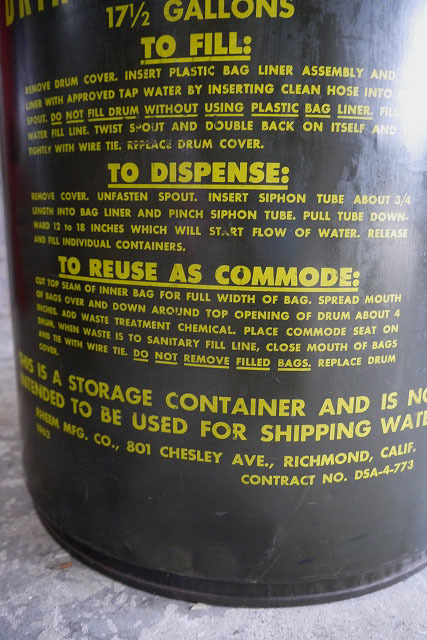 17½ GALLONS
TO FILL:
REMOVE DRUM COVER. INSERT PLASTIC BAG LINER ASSEMBLY AND
LINER WITH APPROVED TAP WATER BY INSERTING CLEAN HOSE INTO
SPOUT. DO NOT FILL DRUM WITHOUT USING PLASTIC BAG LINER. FILL
WATER FILL LINE. TWIST SPOUT AND DOUBLE BACK ON ITSELF AND
TIGHTLY WITH WIRE TIE. REPLACE DRUM COVER.
TO DISPENSE:
REMOVE COVER. UNFASTEN SPOUT. INSERT SIPHON TUBE ABOUT 3/4
LENGTH INTO BAG LINER AND PINCH SIPHON TUBE. PULL TUBE DOWN-
WARD 12 to 18 INCHES WHICH WILL START FLOW OF WATER. RELEASE
AND FILL INDIVIDUAL CONTAINERS.
TO REUSE AS COMMODE:
CUT TOP SEAM OF INNER BAG FOR FULL WIDTH OF BAG. SPREAD MOUTH
OF BAGS OVER AND DOWN AROUND TOP OPENING OF DRUM ABOUT 4
INCHES. ADD WASTE TREATMENT CHEMICAL. PLACE COMMODE SEAT ON
DRUM. WHEN WASTE IS TO SANITARY FILL LINE, CLOSE MOUTH OF BAGS
AND TIE WITH WIRE TIE. DO NOT REMOVE FILLED BAGS. REPLACE DRUM
COVER.
THIS IS A STORAGE CONTAINER AND IS NO
INTENDED TO BE USED FOR SHIPPING WATE
RHEEM MFG. CO., 801 CHESLEY AVE., RICHMOND, CALIF.
1962
CONTRACT NO. DSA-4-773